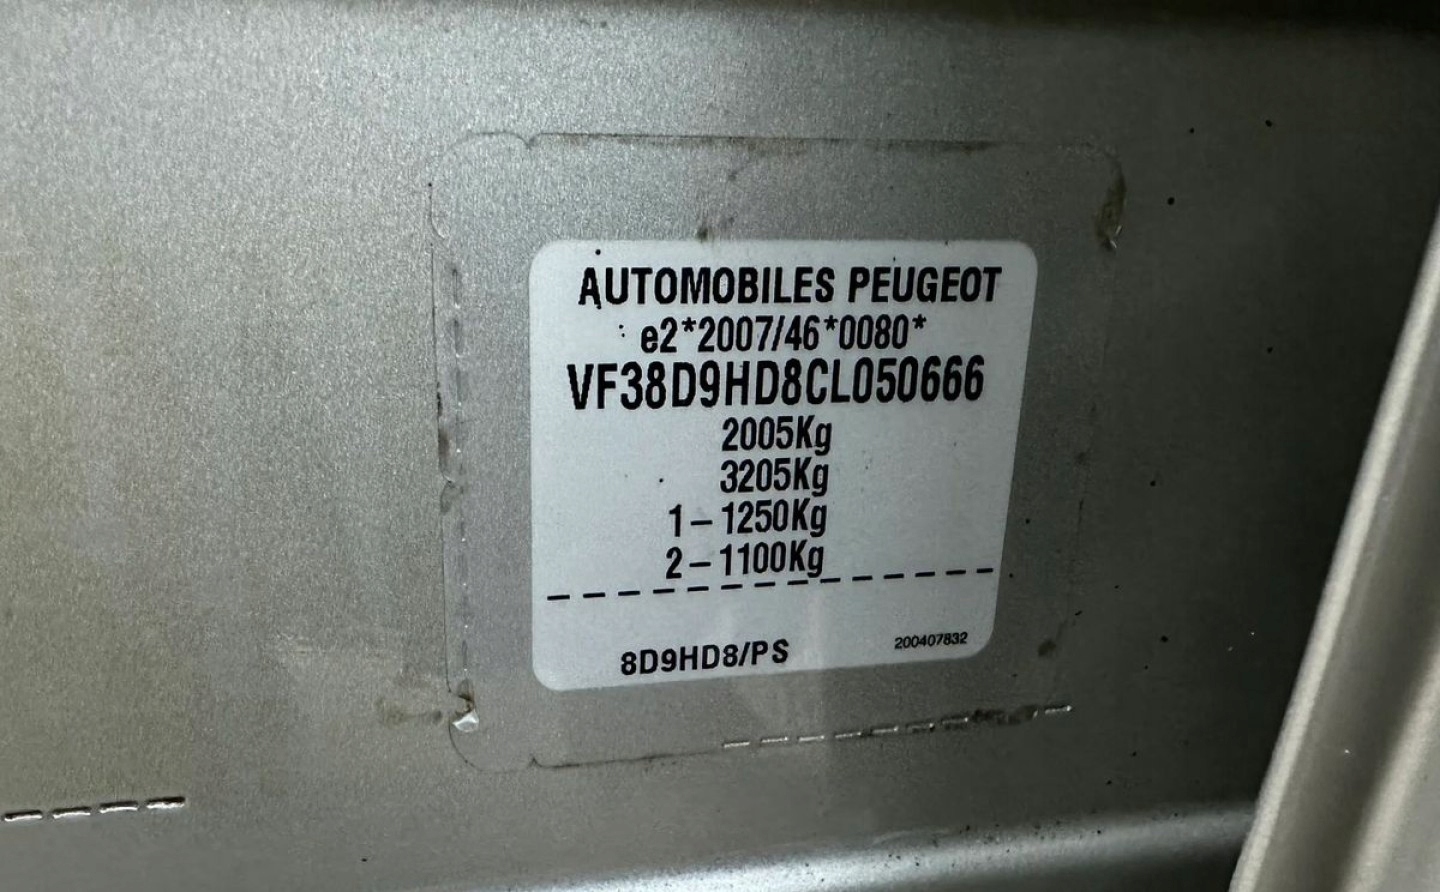 AUTOMOBILES PEUGEOT
e2*2007/46*0080*
VF38D9HD8CL050666
2005Kg
3205Kg
1-1250Kg
2-1100Kg
8D9HD8/PS
200407832